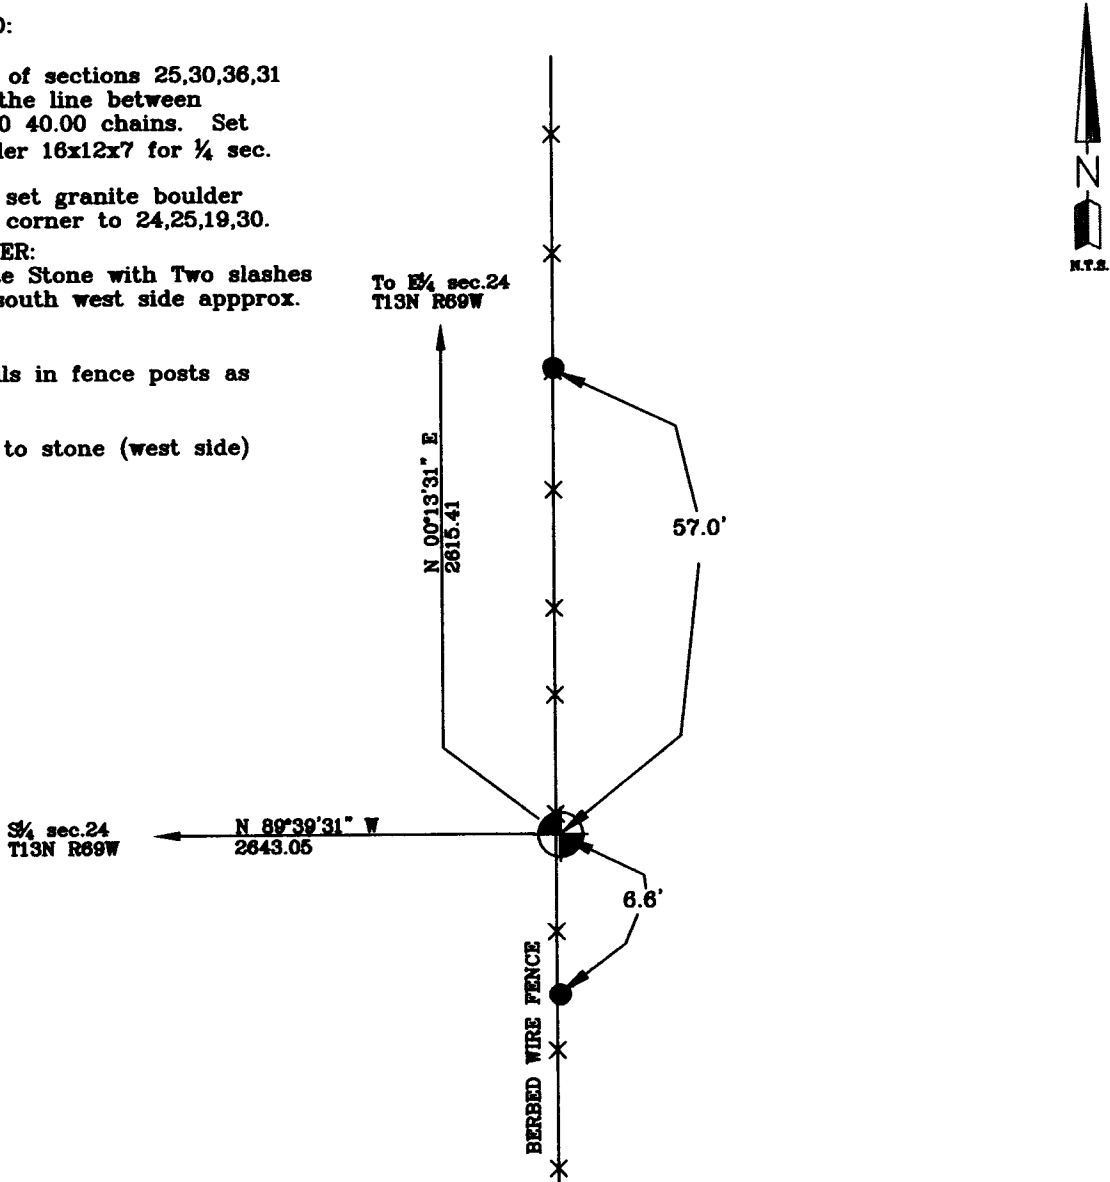 ):
of sections 25,30,36,31
the line between
0 40.00 chains. Set
ler 16x12x7 for ¼ sec.
set granite boulder
corner to 24,25,19,30.
ER:
te Stone with Two slashes
south west side appprox.
ls in fence posts as
to stone (west side)
N
N.T.S.
To E¼ sec.24
T13N R69W
N 00°13'31" E
2615.41
57.0'
S¼ sec.24
T13N R69W
N 89°39'31" W
2643.05
6.6'
BERBED WIRE FENCE